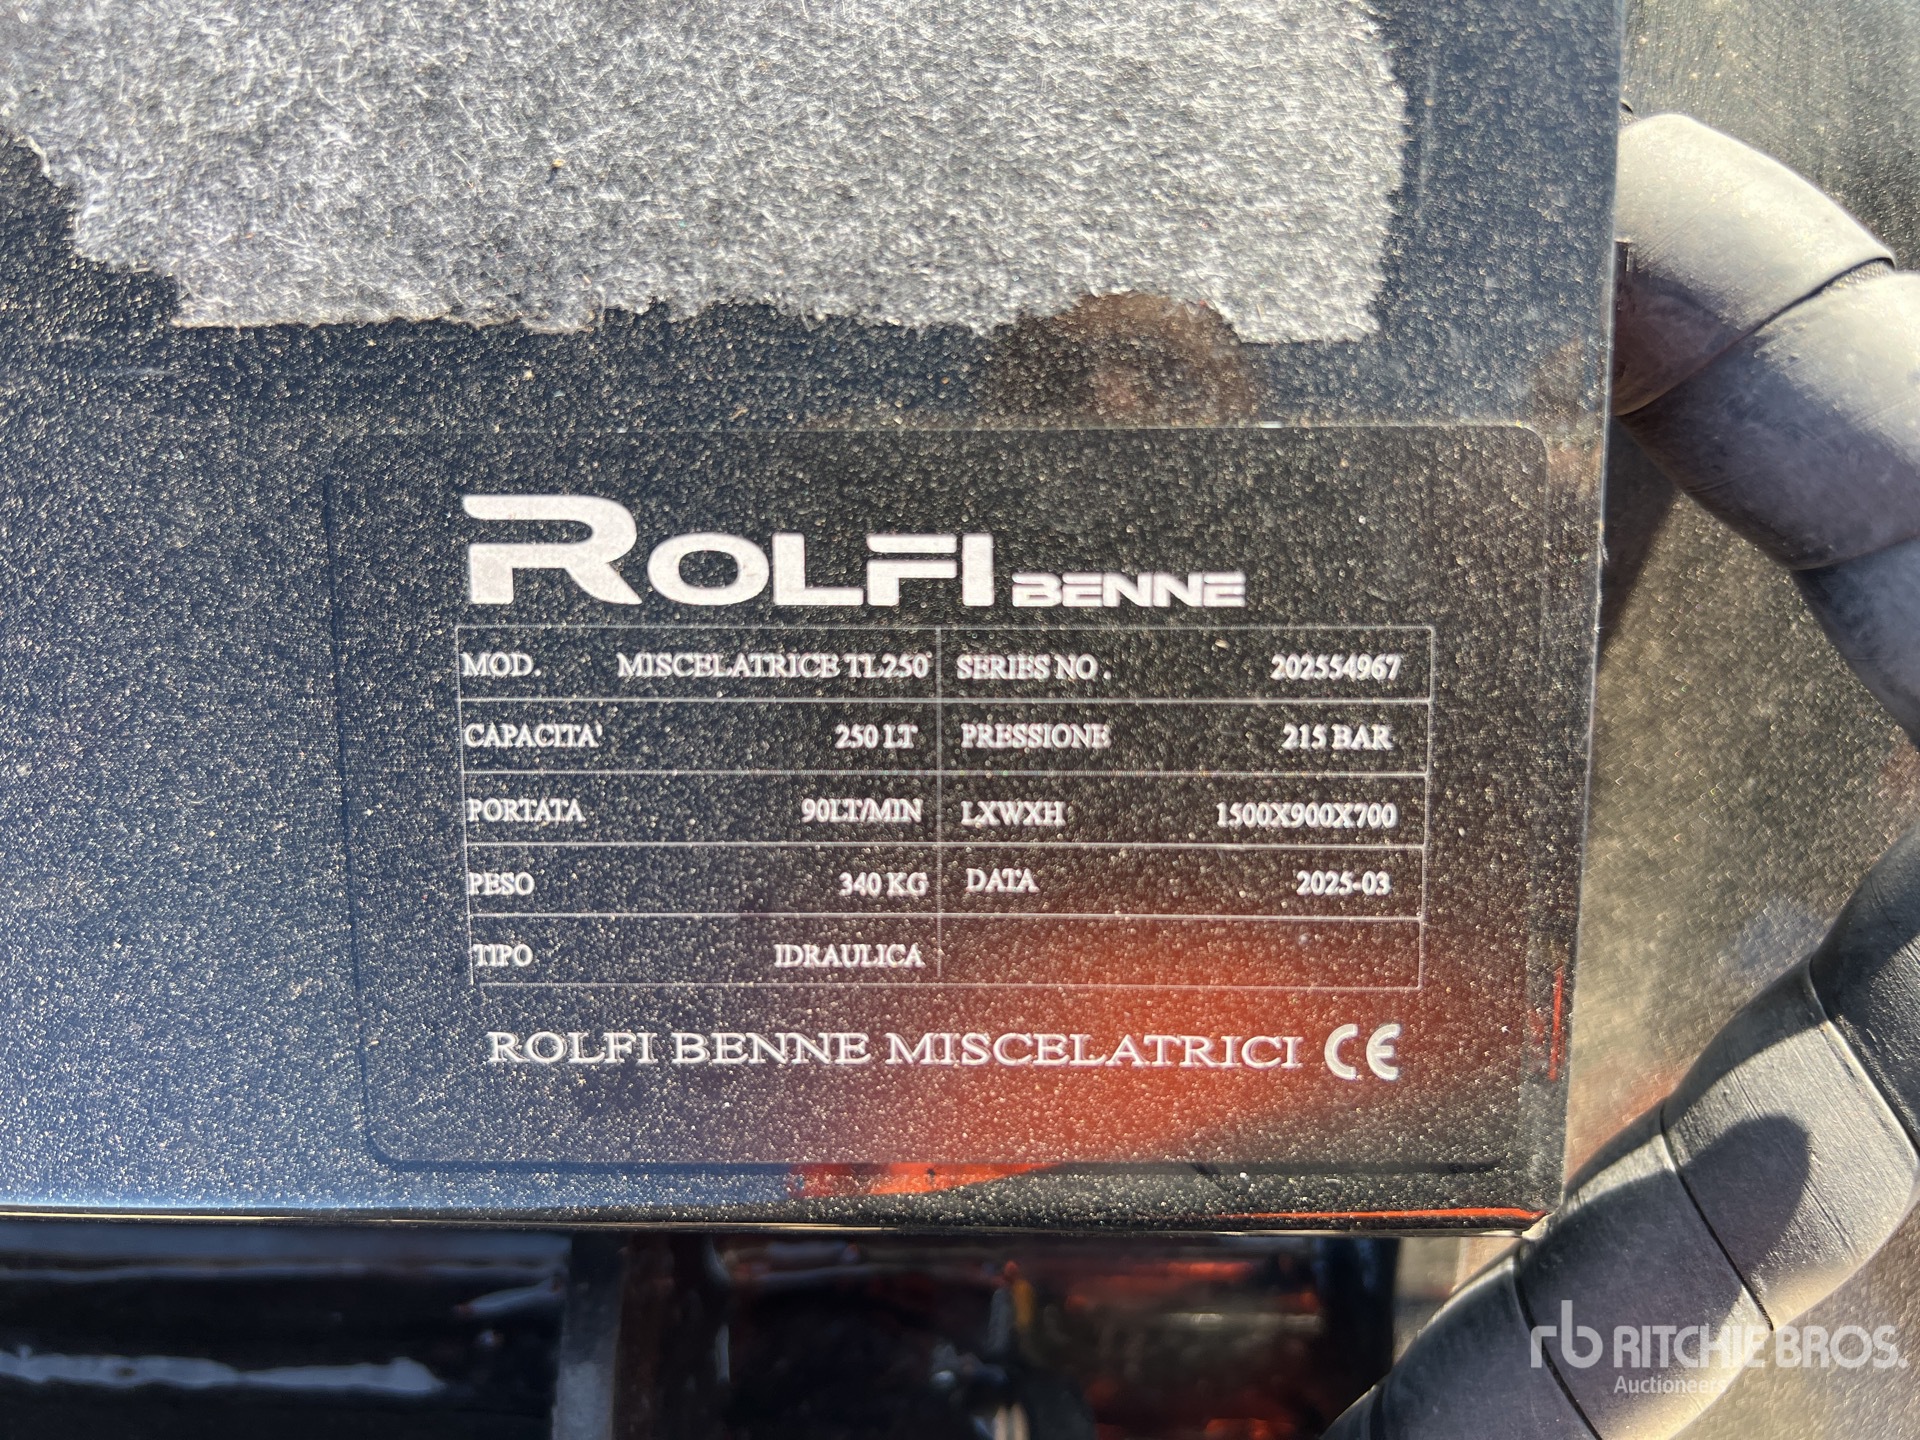 ROLFI BENNE
MOD. MISCELATRICE TL250 SERIES NO. 202554967
CAPACITA' 250 LT PRESSIONE 215 BAR
PORTATA 90LT/MIN LXWXH 1500X900X700
PESO 340 KG DATA 2025-03
TIPO IDRAULICA
ROLFI BENNE MISCELATRICI CE
rb RITCHIE BROS.
Auctioneers